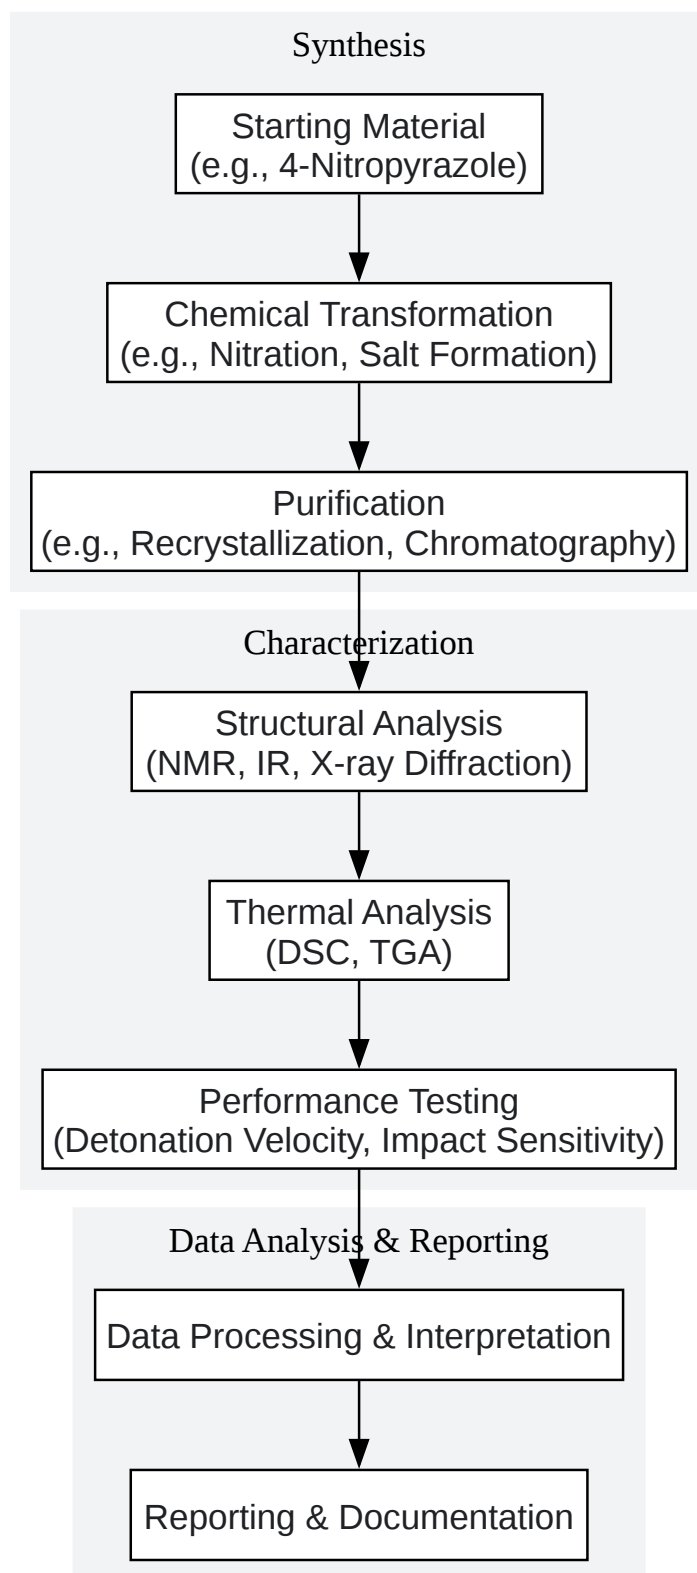 Synthesis
Starting Material
(e.g., 4-Nitropyrazole)
Chemical Transformation
(e.g., Nitration, Salt Formation)
Purification
(e.g., Recrystallization, Chromatography)
Characterization
Structural Analysis
(NMR, IR, X-ray Diffraction)
Thermal Analysis
(DSC, TGA)
Performance Testing
(Detonation Velocity, Impact Sensitivity)
Data Analysis & Reporting
Data Processing & Interpretation
Reporting & Documentation